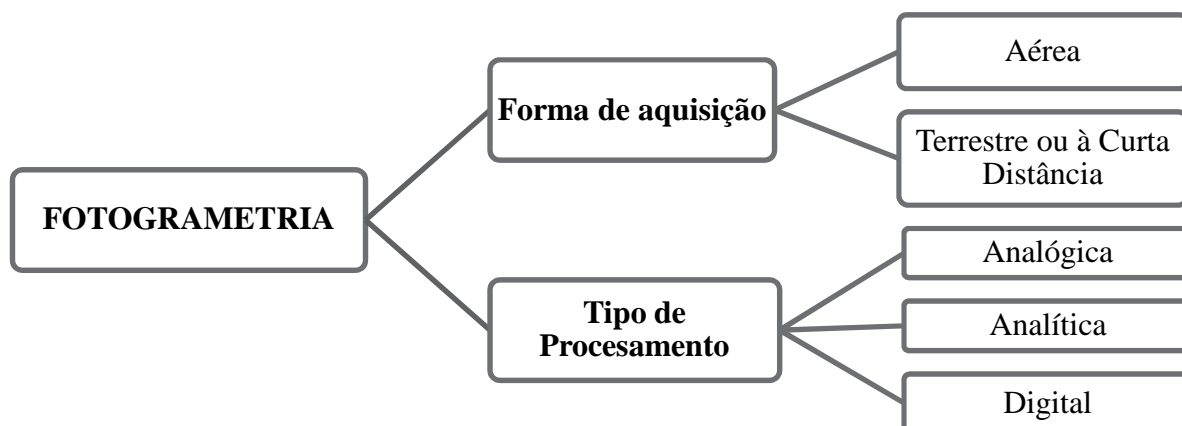 FOTOGRAMETRIA
Forma de aquisição
Aérea
Terrestre ou à Curta
Distância
Tipo de
Procesamento
Analógica
Analítica
Digital